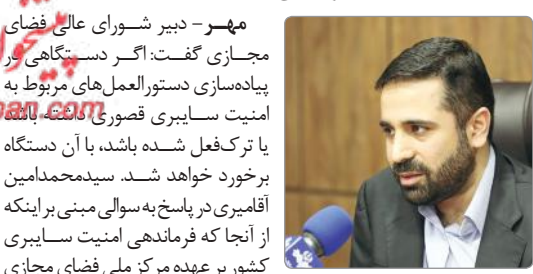 مهر- دبیر شورای عالی فضای
مجازی گفت: اگر دستگاهی در
پیاده‌سازی دستورالعمل‌های مربوط به
امنیت سایبری قصوری داشته باشد
یا ترک‌فعل شده باشد، با آن دستگاه
برخورد خواهد شد. سیدمحمدامین
آقامیری در پاسخ به سوالی مبنی بر اینکه
از آنجا که فرماندهی امنیت سایبری
کشور بر عهده مرکز ملی فضای مجازی